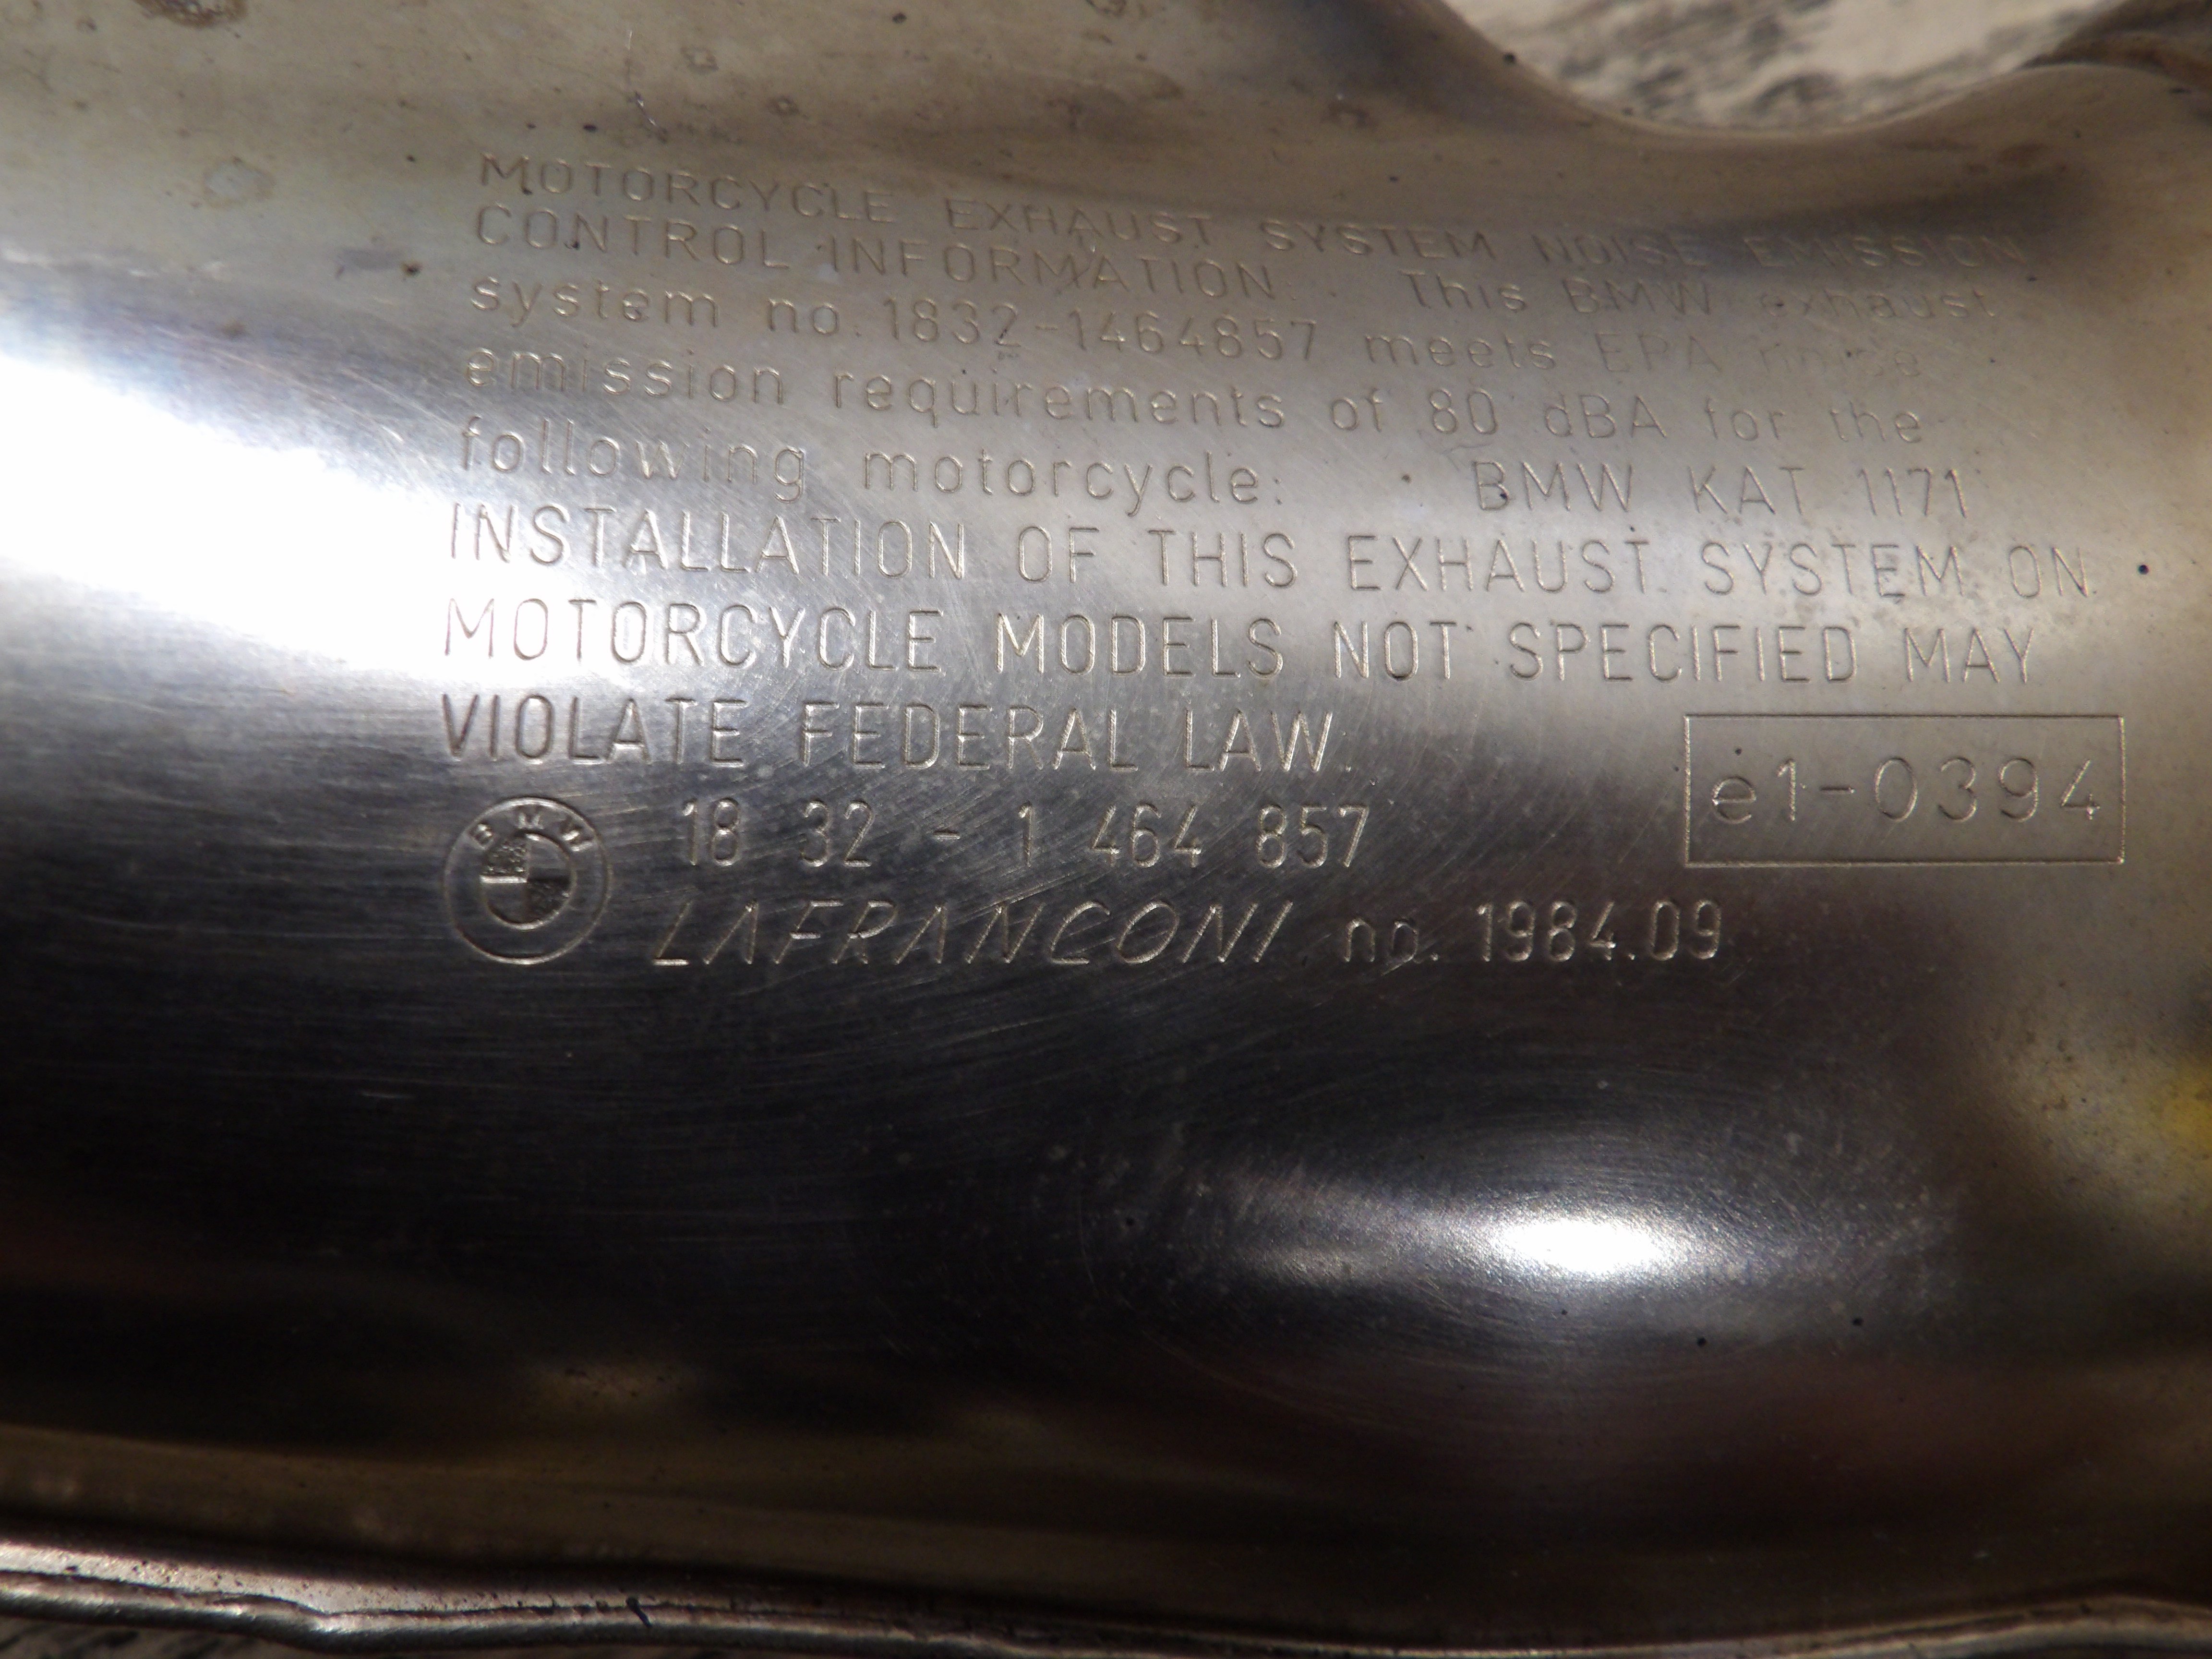 MOTORCYCLE EXHAUST SYSTEM NOISE EMISSION
CONTROL INFORMATION. This BMW exhaust
system no. 1832-1464857 meets EPA noise
emission requirements of 80 dBA for the
following motorcycle: BMW KAT 1171
INSTALLATION OF THIS EXHAUST SYSTEM ON
MOTORCYCLE MODELS NOT SPECIFIED MAY
VIOLATE FEDERAL LAW.
e1-0394
BMW
18 32 - 1 464 857
LAFRANCONI no. 1984.09